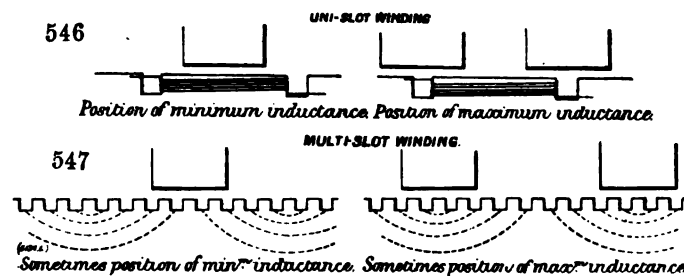 UNI-SLOT WINDING
546
Position of minimum inductance. Position of maximum inductance.
MULTI-SLOT WINDING.
547
Sometimes position of min.m inductance. Sometimes position of max.m inductance